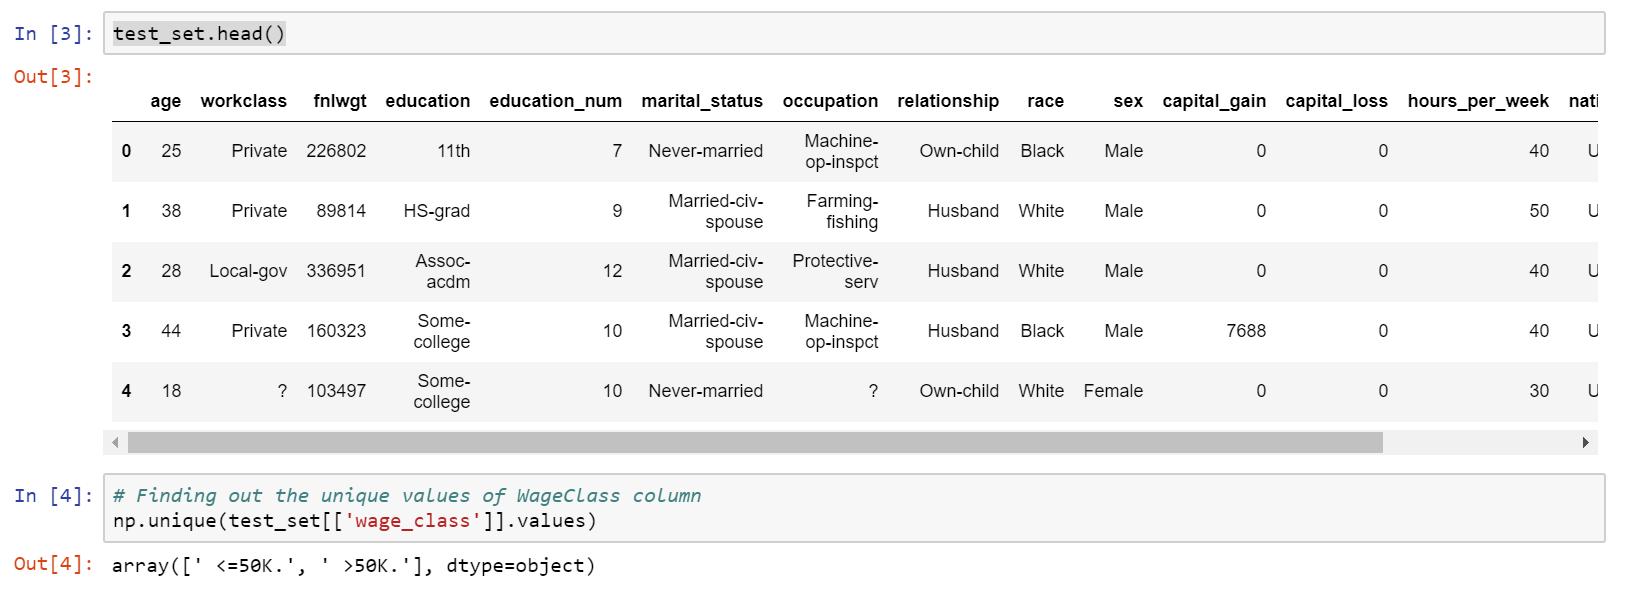 In [3]: test_set.head()
Out[3]:
age workclass fnlwgt education education_num marital_status occupation relationship race sex capital_gain capital_loss hours_per_week nati
0 25 Private 226802 11th 7 Never-married Machine-op-inspct Own-child Black Male 0 0 40 U
1 38 Private 89814 HS-grad 9 Married-civ-spouse Farming-fishing Husband White Male 0 0 50 U
2 28 Local-gov 336951 Assoc-acdm 12 Married-civ-spouse Protective-serv Husband White Male 0 0 40 U
3 44 Private 160323 Some-college 10 Married-civ-spouse Machine-op-inspct Husband Black Male 7688 0 40 U
4 18 ? 103497 Some-college 10 Never-married ? Own-child White Female 0 0 30 U
In [4]: # Finding out the unique values of WageClass column
np.unique(test_set[['wage_class']].values)
Out[4]: array([' <=50K.', ' >50K.'], dtype=object)